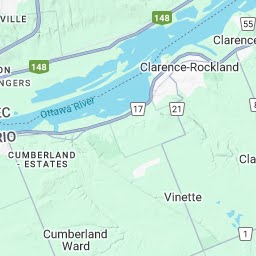 VILLE
148
55
Clarence
148
ON
NGERS
Clarence-Rockland
Ottawa River
17
21
EC
RIO
CUMBERLAND
ESTATES
Cla
Vinette
Cumberland
Ward
1